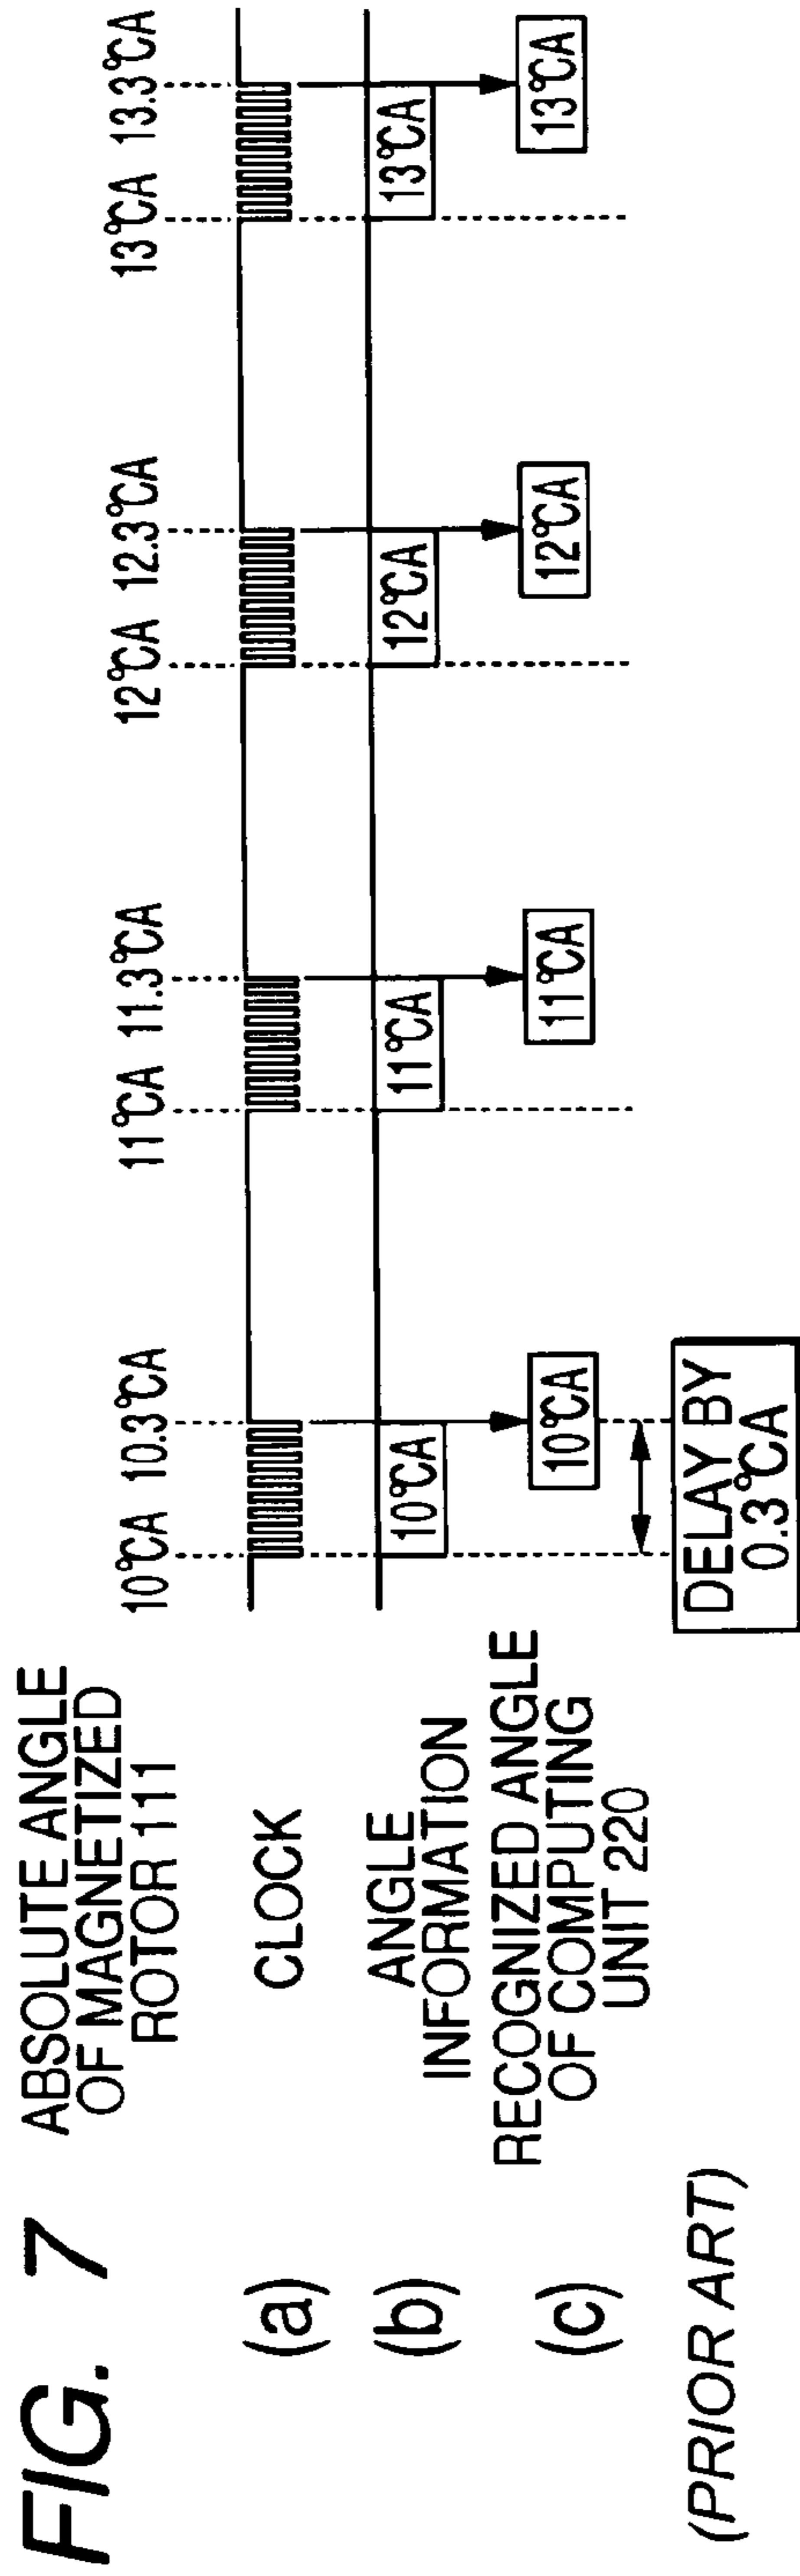 FIG. 7
ABSOLUTE ANGLE
OF MAGNETIZED
ROTOR 111
10°CA 10.3°CA 11°CA 11.3°CA 12°CA 12.3°CA 13°CA 13.3°CA
(a) CLOCK
(b) ANGLE
INFORMATION
10°CA 11°CA 12°CA 13°CA
(c) RECOGNIZED ANGLE
OF COMPUTING
UNIT 220
10°CA 11°CA 12°CA 13°CA
DELAY BY
0.3°CA
(PRIOR ART)